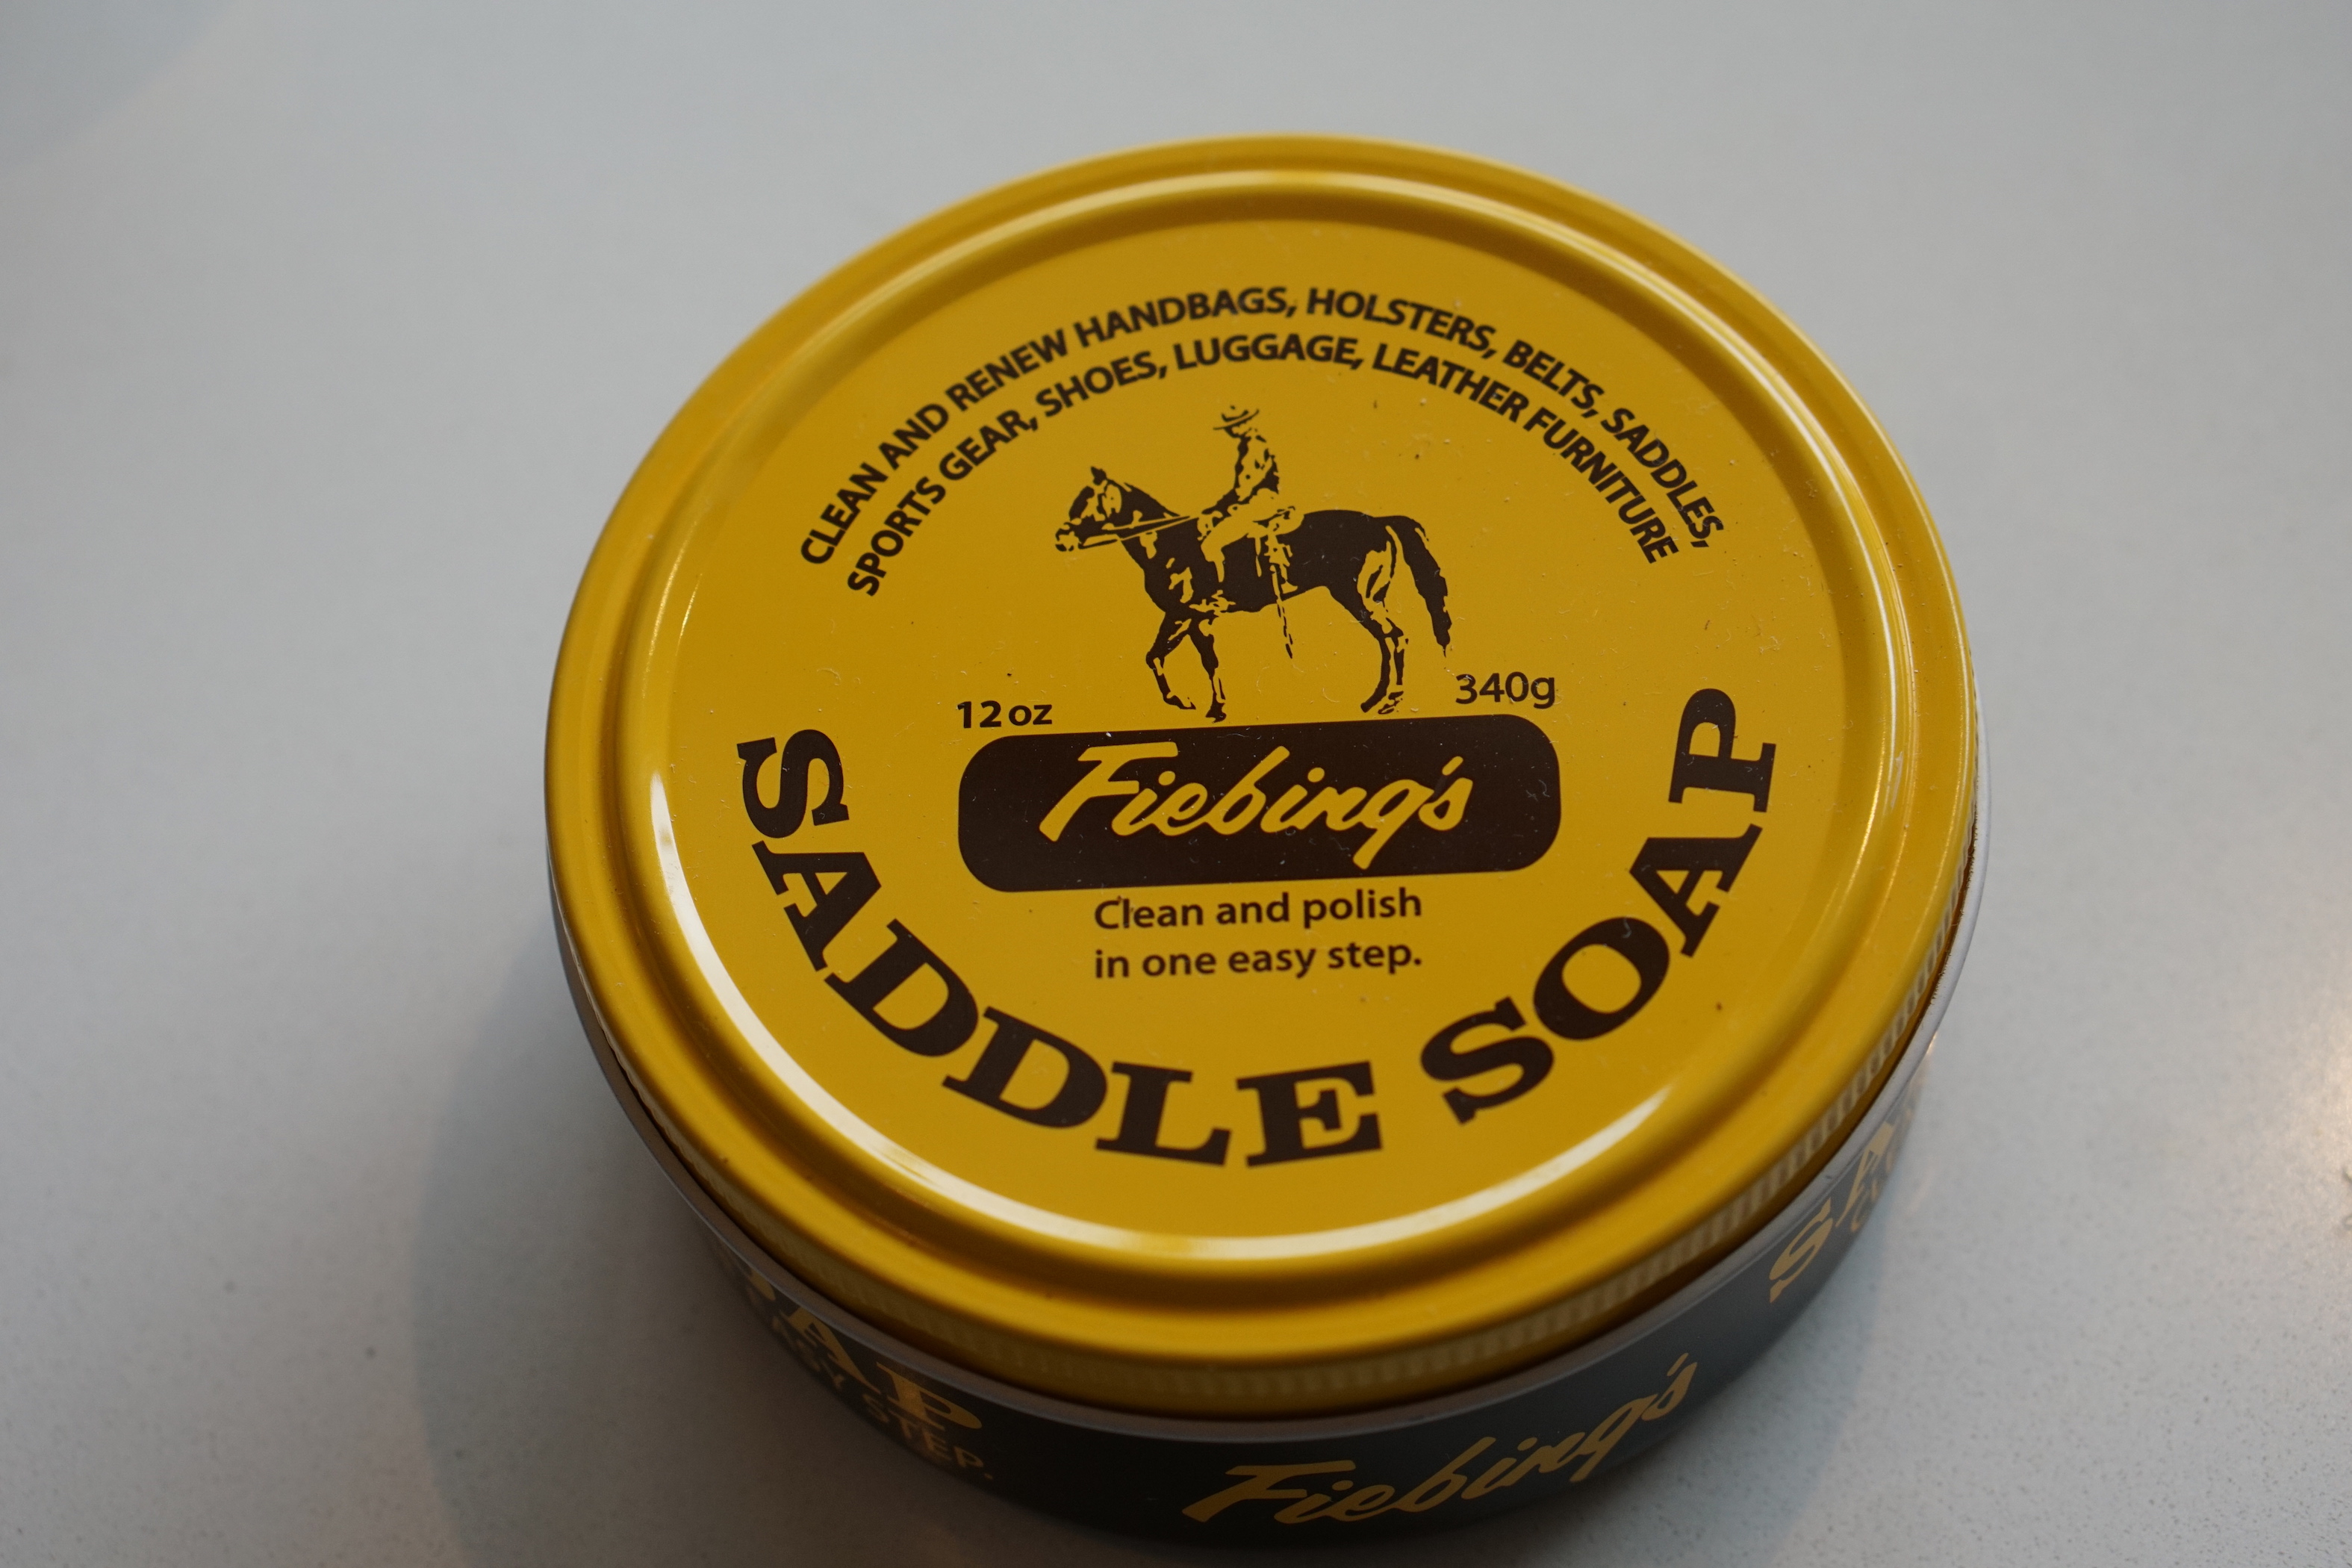 CLEAN AND RENEW HANDBAGS, HOLSTERS, BELTS, SADDLES,
SPORTS GEAR, SHOES, LUGGAGE, LEATHER FURNITURE
12 oz 340g
Fiebing's
Clean and polish
in one easy step.
SADDLE SOAP
STEP.
Fiebing's